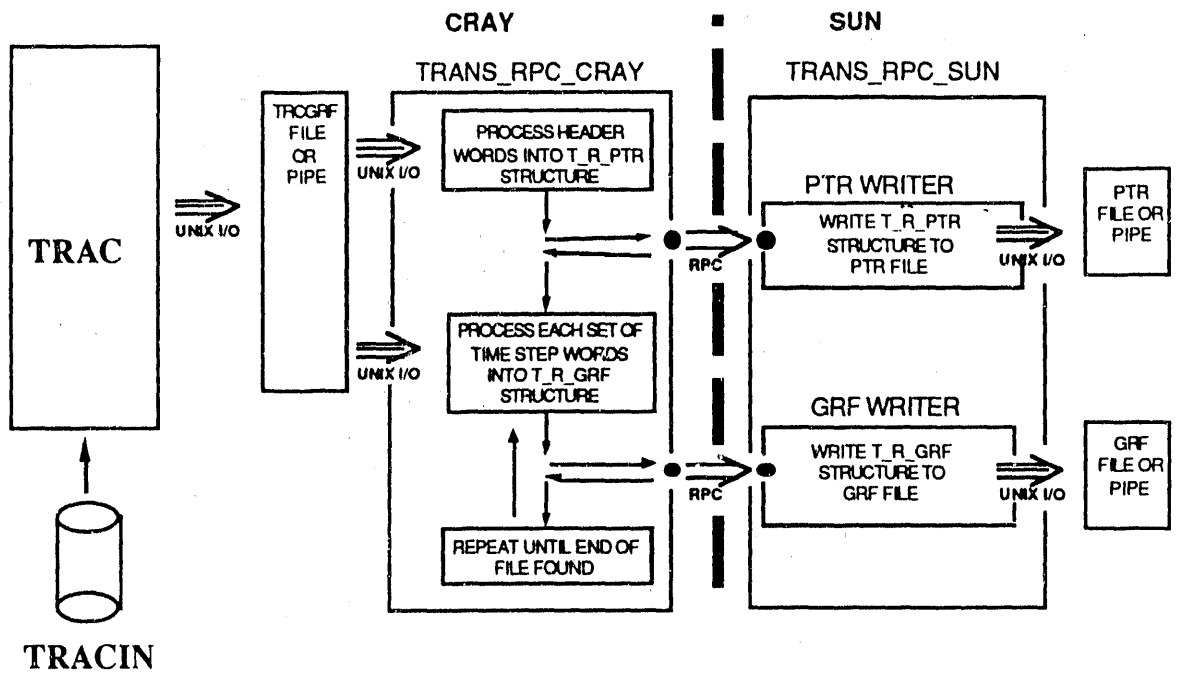 CRAY
SUN
TRANS_RPC_CRAY
TRANS_RPC_SUN
TRAC
TRACIN
UNIX I/O
TRCGRF
FILE
OR
PIPE
UNIX I/O
UNIX I/O
PROCESS HEADER
WORDS INTO T_R_PTR
STRUCTURE
PROCESS EACH SET OF
TIME STEP WORDS
INTO T_R_GRF
STRUCTURE
REPEAT UNTIL END OF
FILE FOUND
RPC
RPC
PTR WRITER
WRITE T_R_PTR
STRUCTURE TO
PTR FILE
UNIX I/O
PTR
FILE OR
PIPE
GRF WRITER
WRITE T_R_GRF
STRUCTURE TO
GRF FILE
UNIX I/O
GRF
FILE OR
PIPE